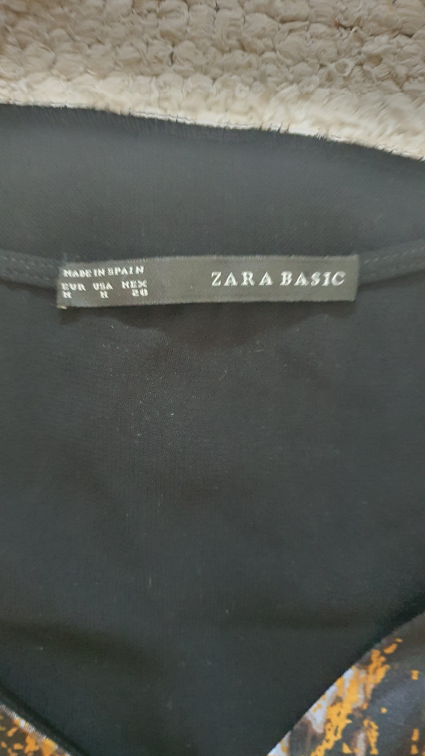 MADE IN SPAIN
EUR USA MEX
M M 28
ZARA BASIC